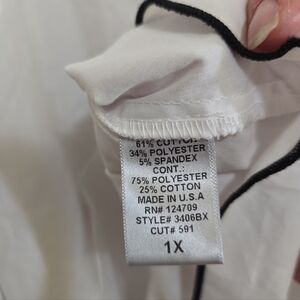 61% COTTON
34% POLYESTER
5% SPANDEX
CONT.:
75% POLYESTER
25% COTTON
MADE IN U.S.A
RN# 124709
STYLE# 3406BX
CUT# 591
1X